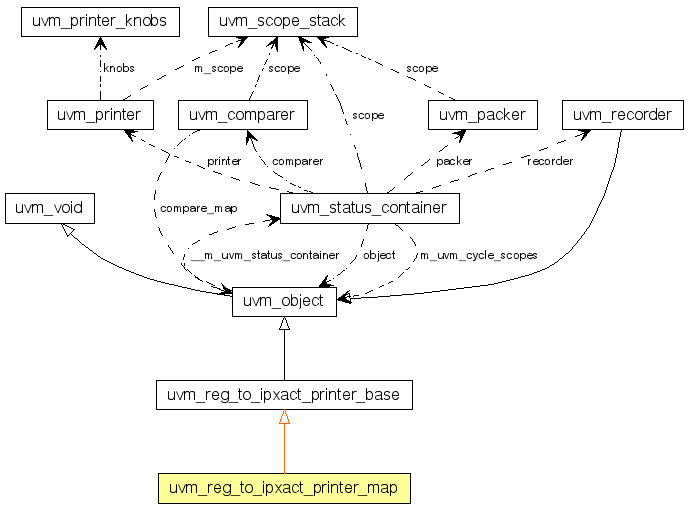 uvm_printer_knobs
uvm_scope_stack
knobs
m_scope
scope
scope
uvm_printer
uvm_comparer
scope
uvm_packer
uvm_recorder
printer
comparer
packer
recorder
uvm_void
compare_map
uvm_status_container
__m_uvm_status_container
object
m_uvm_cycle_scopes
uvm_object
uvm_reg_to_ipxact_printer_base
uvm_reg_to_ipxact_printer_map